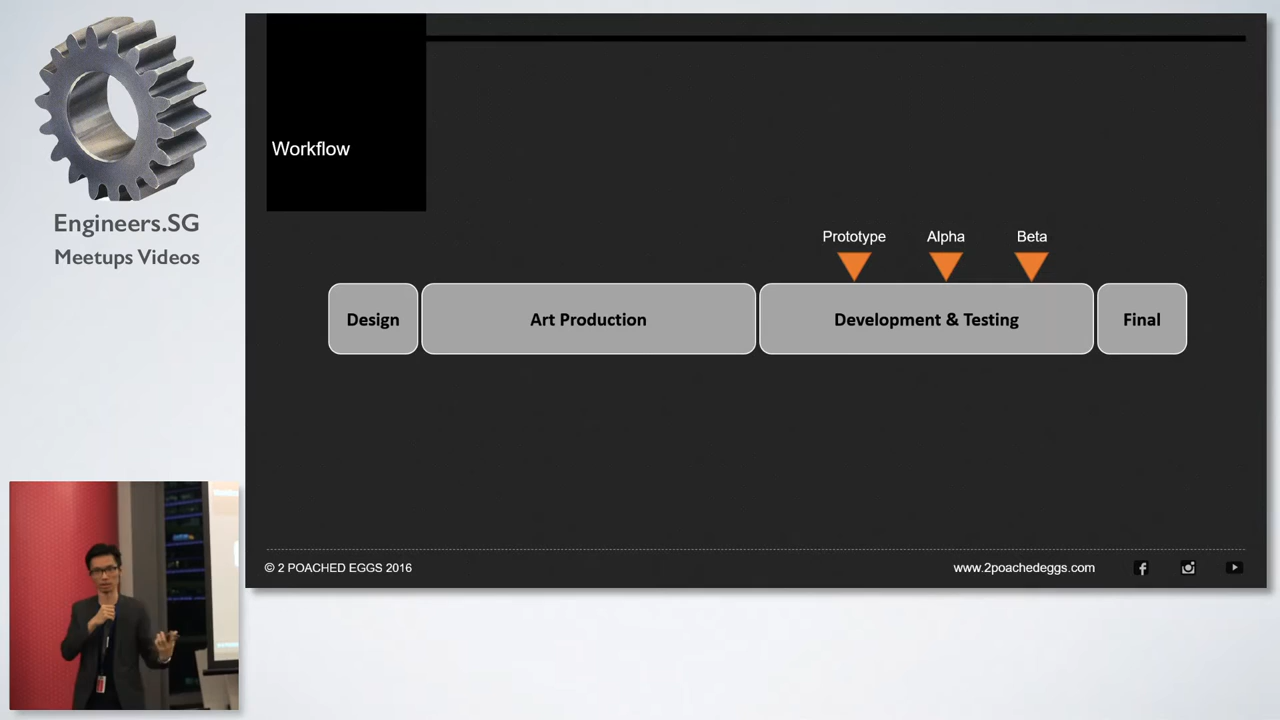 Engineers.SG
Meetups Videos
Workflow
Prototype
Alpha
Beta
Design
Art Production
Development & Testing
Final
© 2 POACHED EGGS 2016
www.2poachedeggs.com